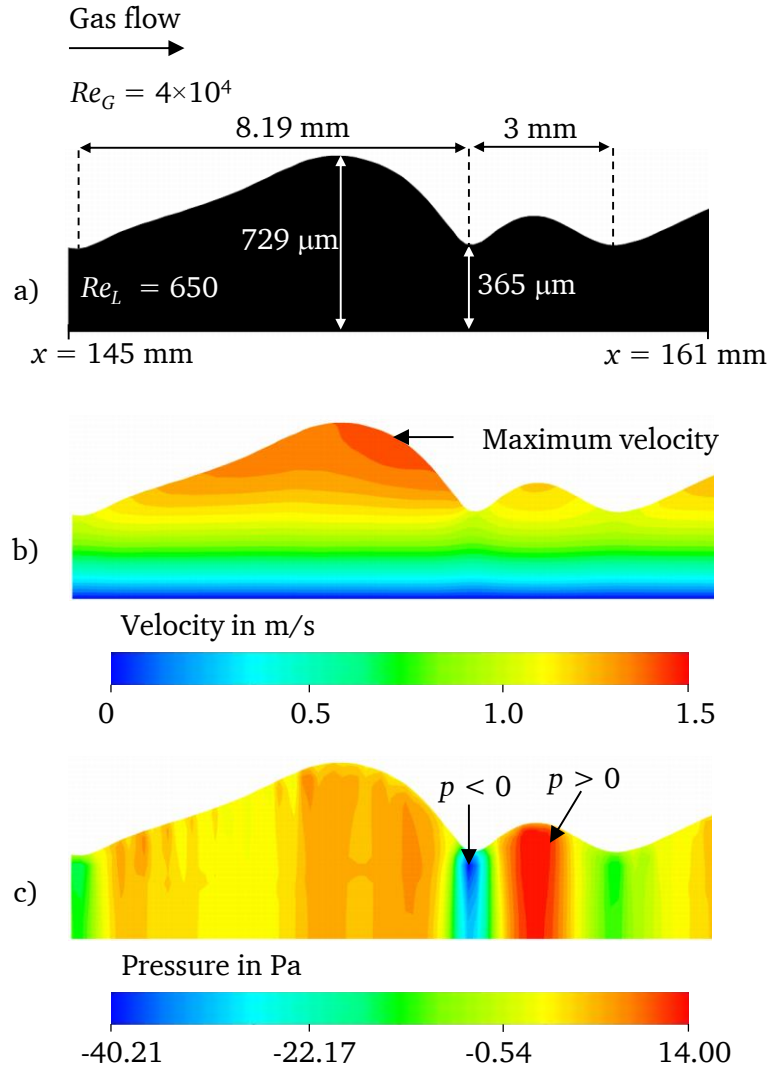 Gas flow
Re_G = 4×10⁴
8.19 mm
3 mm
729 μm
365 μm
a)
Re_L = 650
x = 145 mm
x = 161 mm
Maximum velocity
b)
Velocity in m/s
0
0.5
1.0
1.5
p < 0
p > 0
c)
Pressure in Pa
-40.21
-22.17
-0.54
14.00